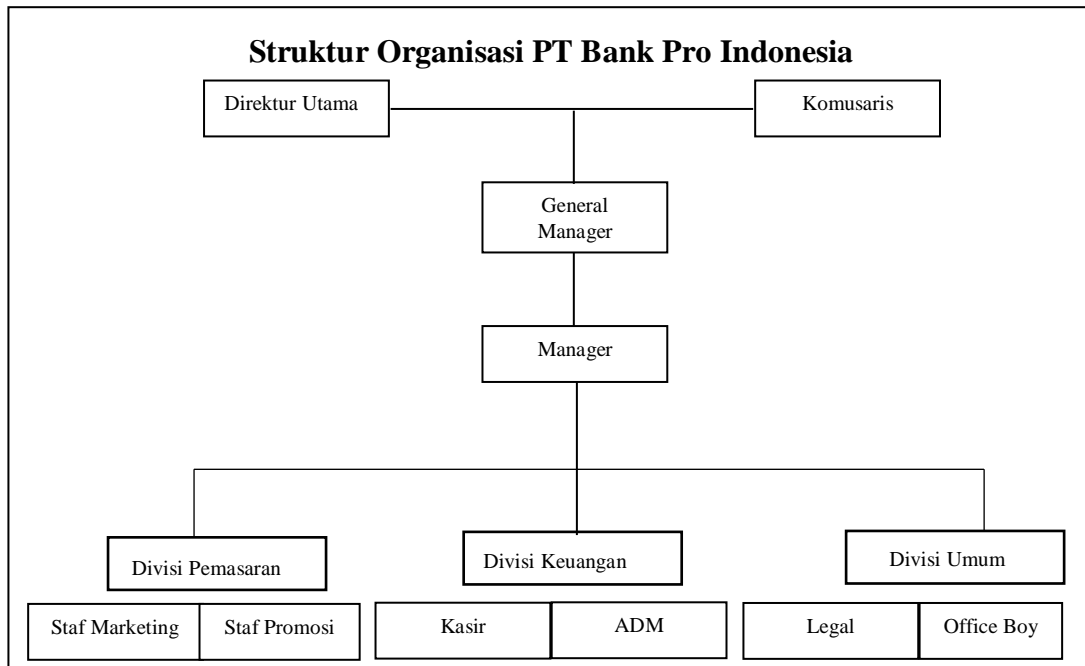 Struktur Organisasi PT Bank Pro Indonesia
Direktur Utama
Komusaris
General
Manager
Manager
Divisi Pemasaran
Divisi Keuangan
Divisi Umum
Staf Marketing
Staf Promosi
Kasir
ADM
Legal
Office Boy